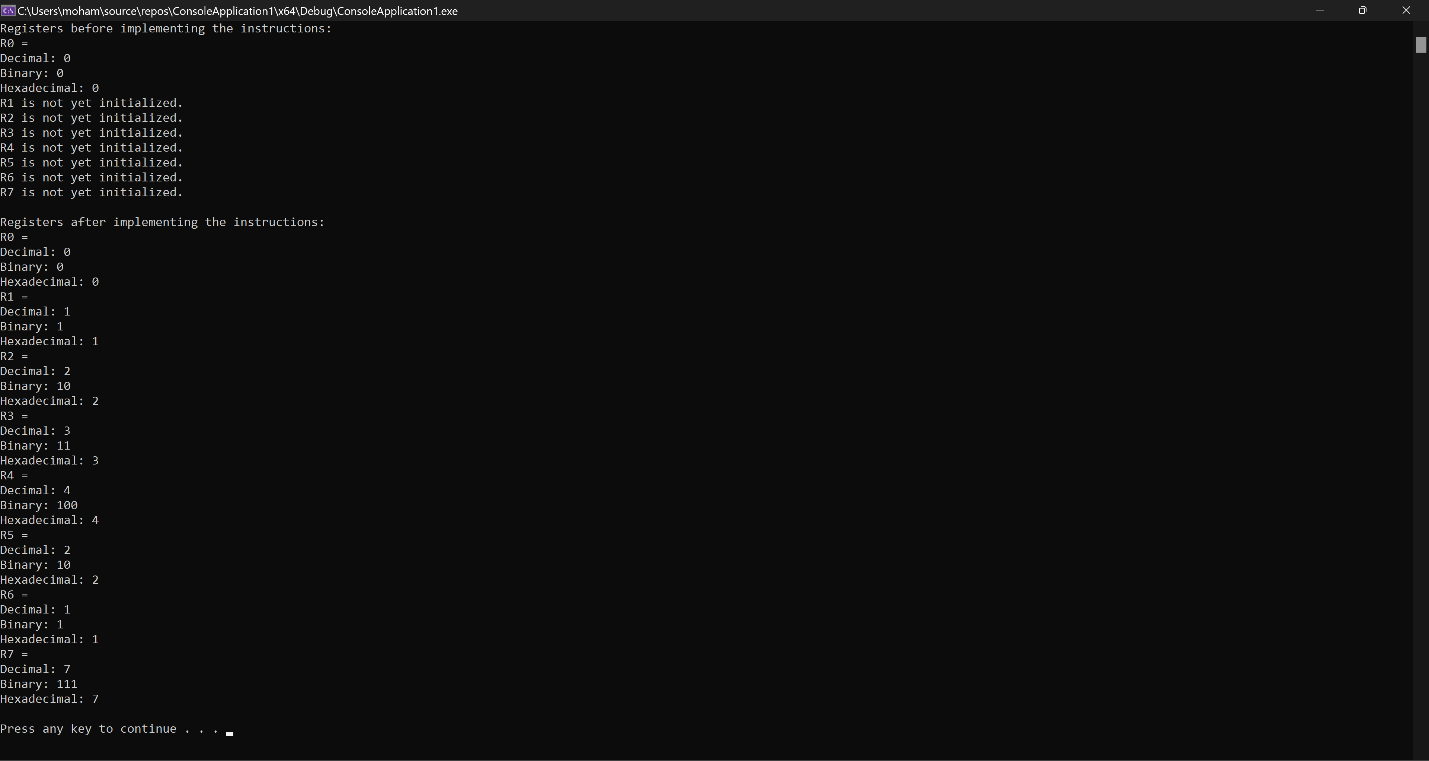 C:\Users\moham\source\repos\ConsoleApplication1\x64\Debug\ConsoleApplication1.exe
Registers before implementing the instructions:
R0 =
Decimal: 0
Binary: 0
Hexadecimal: 0
R1 is not yet initialized.
R2 is not yet initialized.
R3 is not yet initialized.
R4 is not yet initialized.
R5 is not yet initialized.
R6 is not yet initialized.
R7 is not yet initialized.
Registers after implementing the instructions:
R0 =
Decimal: 0
Binary: 0
Hexadecimal: 0
R1 =
Decimal: 1
Binary: 1
Hexadecimal: 1
R2 =
Decimal: 2
Binary: 10
Hexadecimal: 2
R3 =
Decimal: 3
Binary: 11
Hexadecimal: 3
R4 =
Decimal: 4
Binary: 100
Hexadecimal: 4
R5 =
Decimal: 2
Binary: 10
Hexadecimal: 2
R6 =
Decimal: 1
Binary: 1
Hexadecimal: 1
R7 =
Decimal: 7
Binary: 111
Hexadecimal: 7
Press any key to continue . . .